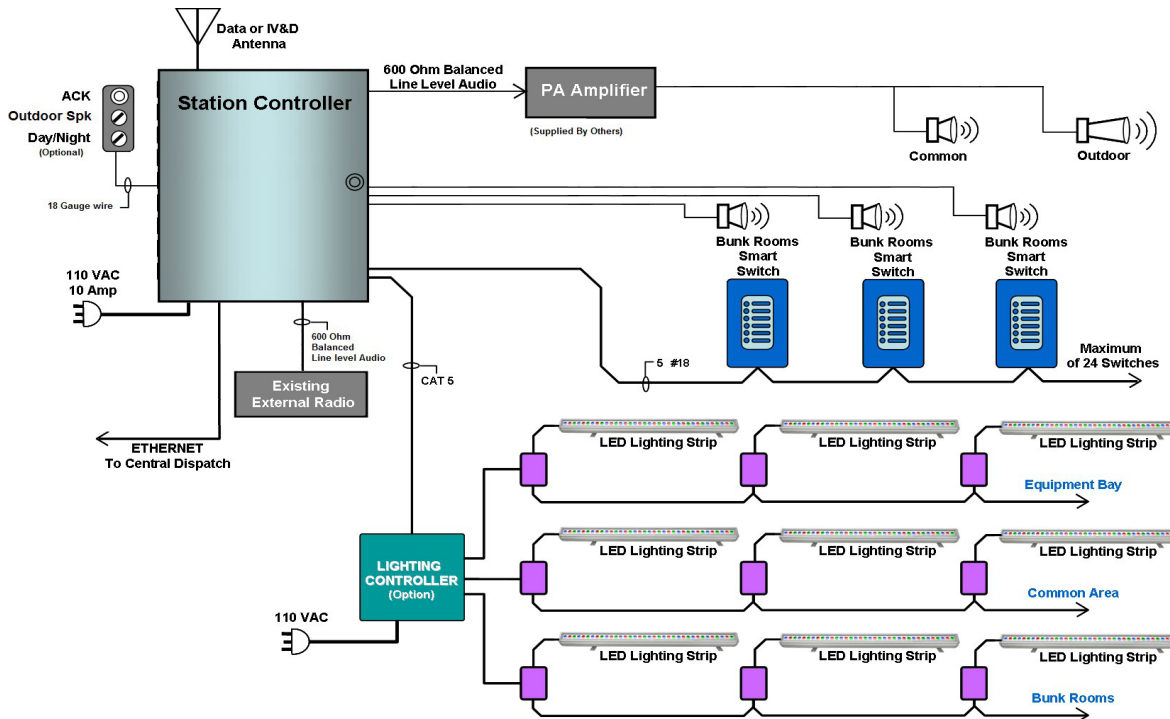 Data or IV&D
Antenna
ACK
Outdoor Spk
Day/Night
(Optional)
18 Gauge wire
Station Controller
600 Ohm Balanced
Line Level Audio
PA Amplifier
(Supplied By Others)
Common
Outdoor
Bunk Rooms
Smart
Switch
Bunk Rooms
Smart
Switch
Bunk Rooms
Smart
Switch
110 VAC
10 Amp
600 Ohm
Balanced
Line level Audio
Existing
External Radio
CAT 5
5 #18
Maximum
of 24 Switches
ETHERNET
To Central Dispatch
LED Lighting Strip
LED Lighting Strip
LED Lighting Strip
Equipment Bay
LED Lighting Strip
LED Lighting Strip
LED Lighting Strip
Common Area
LIGHTING
CONTROLLER
(Option)
110 VAC
LED Lighting Strip
LED Lighting Strip
LED Lighting Strip
Bunk Rooms